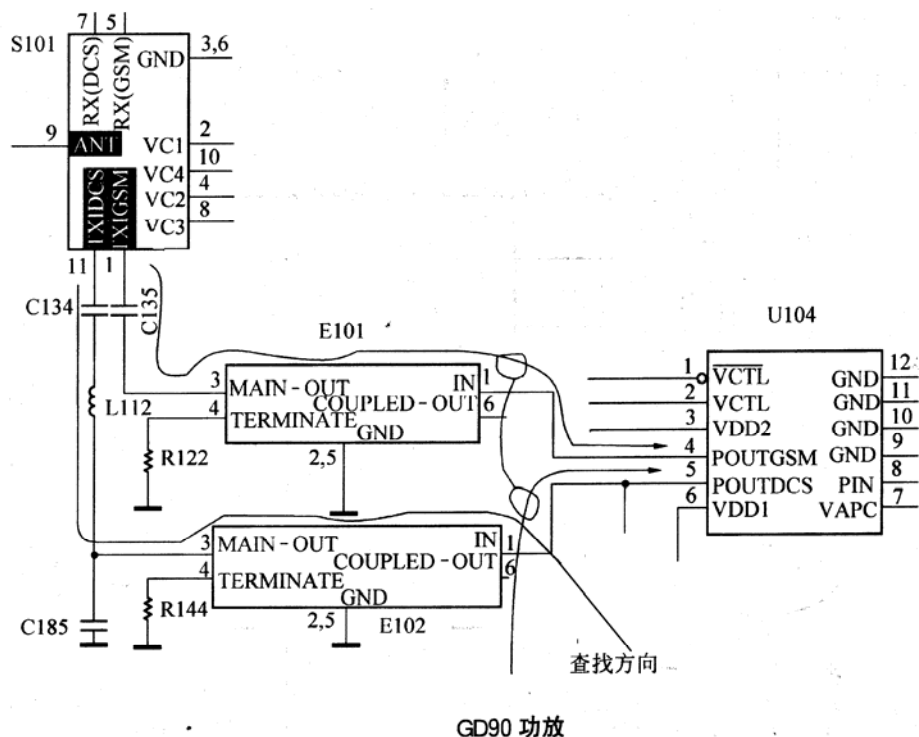 7 5
S101
RX(DCS)
RX(GSM)
GND 3,6
9 ANT
VC1 2
VC4 10
VC2 4
VC3 8
TXIDCS
TXIGSM
11 1
C134
C135
L112
E101
3 MAIN-OUT IN 1
COUPLED-OUT 6
4 TERMINATE
GND
2,5
R122
3 MAIN-OUT IN 1
COUPLED-OUT 6
4 TERMINATE
GND
2,5
E102
R144
C185
U104
1 VCTL GND 12
2 VCTL GND 11
3 VDD2 GND 10
4 POUTGSM GND 9
5 POUTDCS PIN 8
6 VDD1 VAPC 7
查找方向
GD90 功放